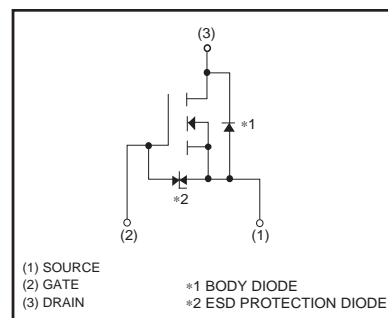 (3)
∗1
∗2
(2) (1)
(1) SOURCE
(2) GATE
(3) DRAIN
∗1 BODY DIODE
∗2 ESD PROTECTION DIODE